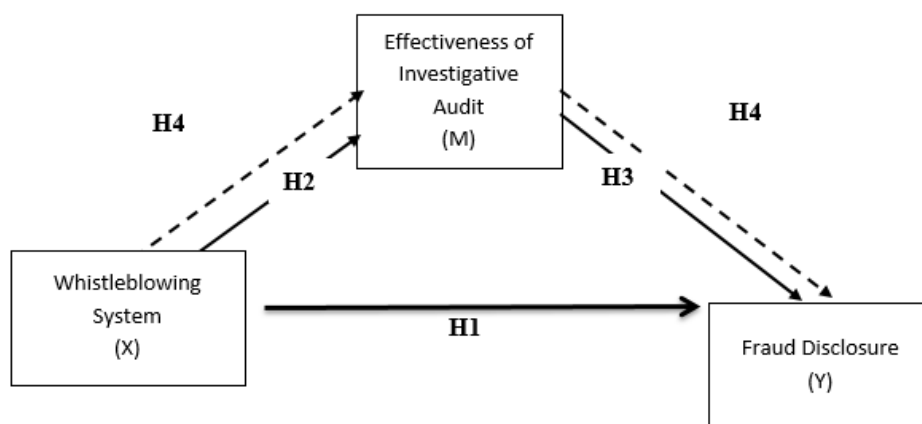 Effectiveness of
Investigative
Audit
(M)
H4
H4
H2
H3
Whistleblowing
System
(X)
H1
Fraud Disclosure
(Y)